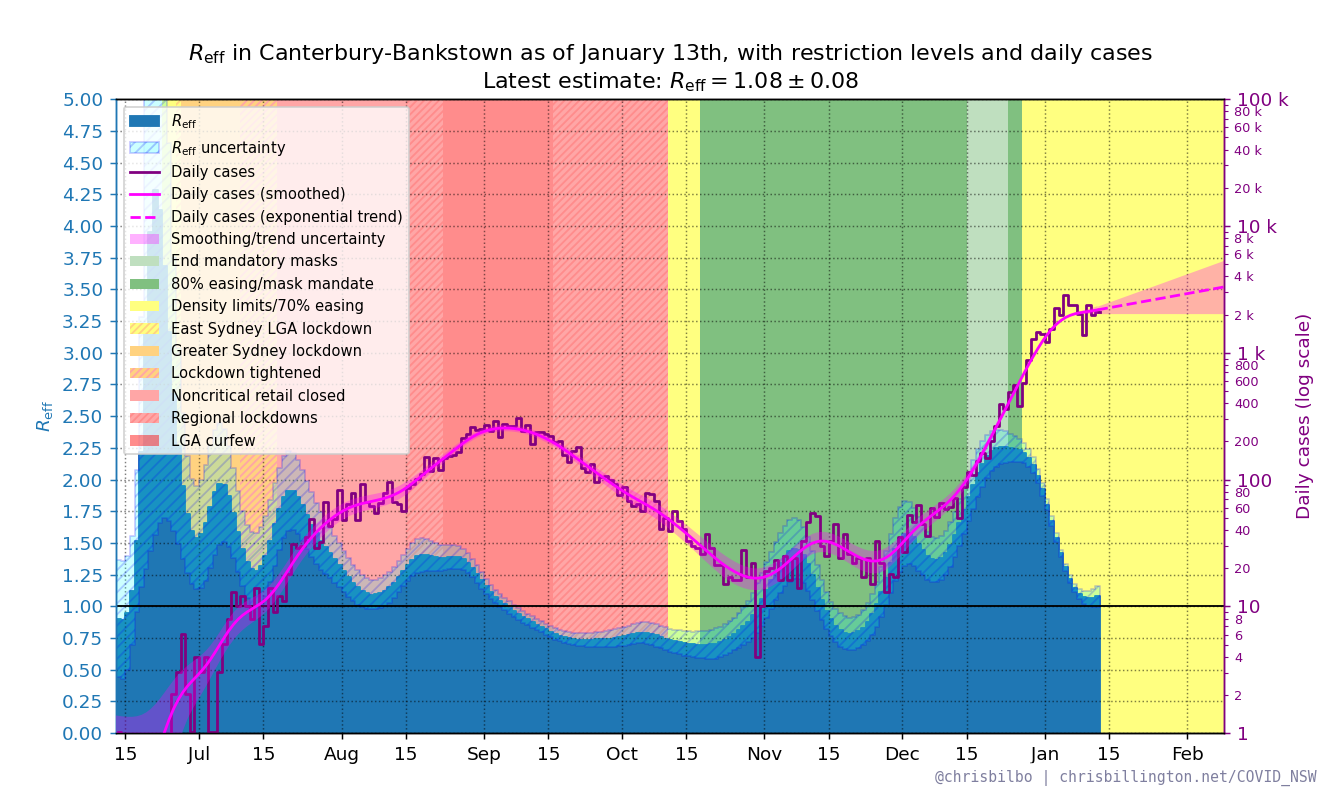 R_eff in Canterbury-Bankstown as of January 13th, with restriction levels and daily cases
Latest estimate: R_eff = 1.08 ± 0.08
R_eff
R_eff uncertainty
Daily cases
Daily cases (smoothed)
Daily cases (exponential trend)
Smoothing/trend uncertainty
End mandatory masks
80% easing/mask mandate
Density limits/70% easing
East Sydney LGA lockdown
Greater Sydney lockdown
Lockdown tightened
Noncritical retail closed
Regional lockdowns
LGA curfew
R_eff
5.00
4.75
4.50
4.25
4.00
3.75
3.50
3.25
3.00
2.75
2.50
2.25
2.00
1.75
1.50
1.25
1.00
0.75
0.50
0.25
0.00
15
Jul
15
Aug
15
Sep
15
Oct
15
Nov
15
Dec
15
Jan
15
Feb
100 k
80 k
60 k
40 k
20 k
10 k
8 k
6 k
4 k
2 k
1 k
800
600
400
200
100
80
60
40
20
10
8
6
4
2
1
Daily cases (log scale)
@chrisbilbo | chrisbillington.net/COVID_NSW